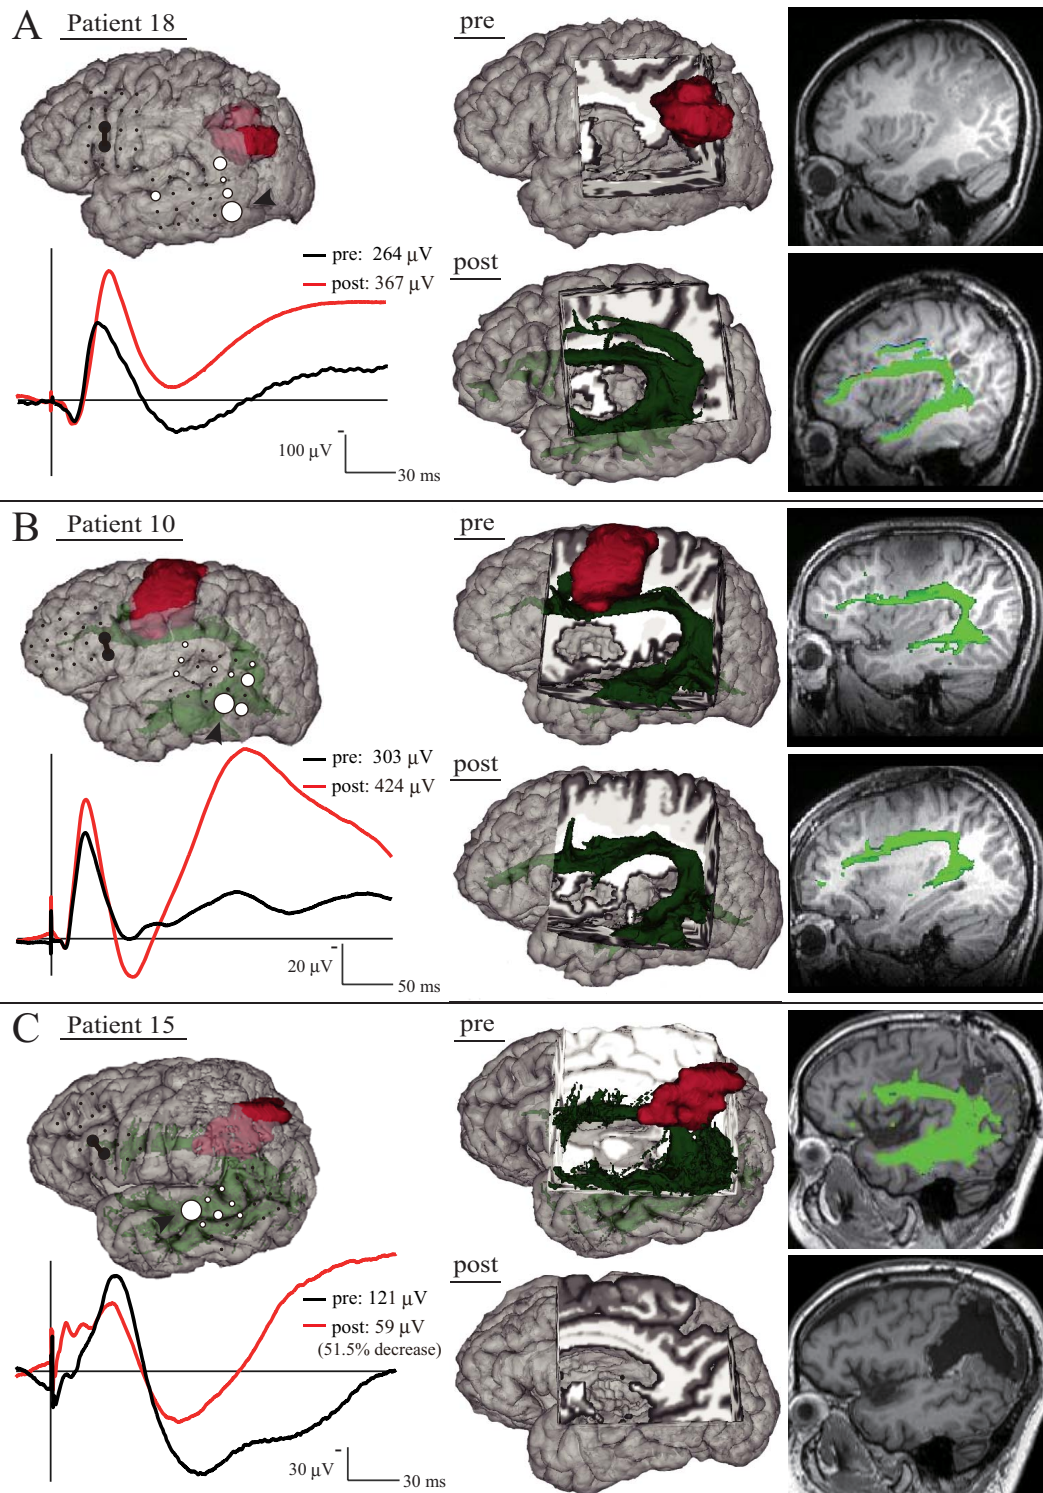 A Patient 18
pre
pre: 264 µV
post: 367 µV
post
100 µV
30 ms
B Patient 10
pre
pre: 303 µV
post: 424 µV
post
20 µV
50 ms
C Patient 15
pre
post
pre: 121 µV
post: 59 µV
(51.5% decrease)
30 µV
30 ms